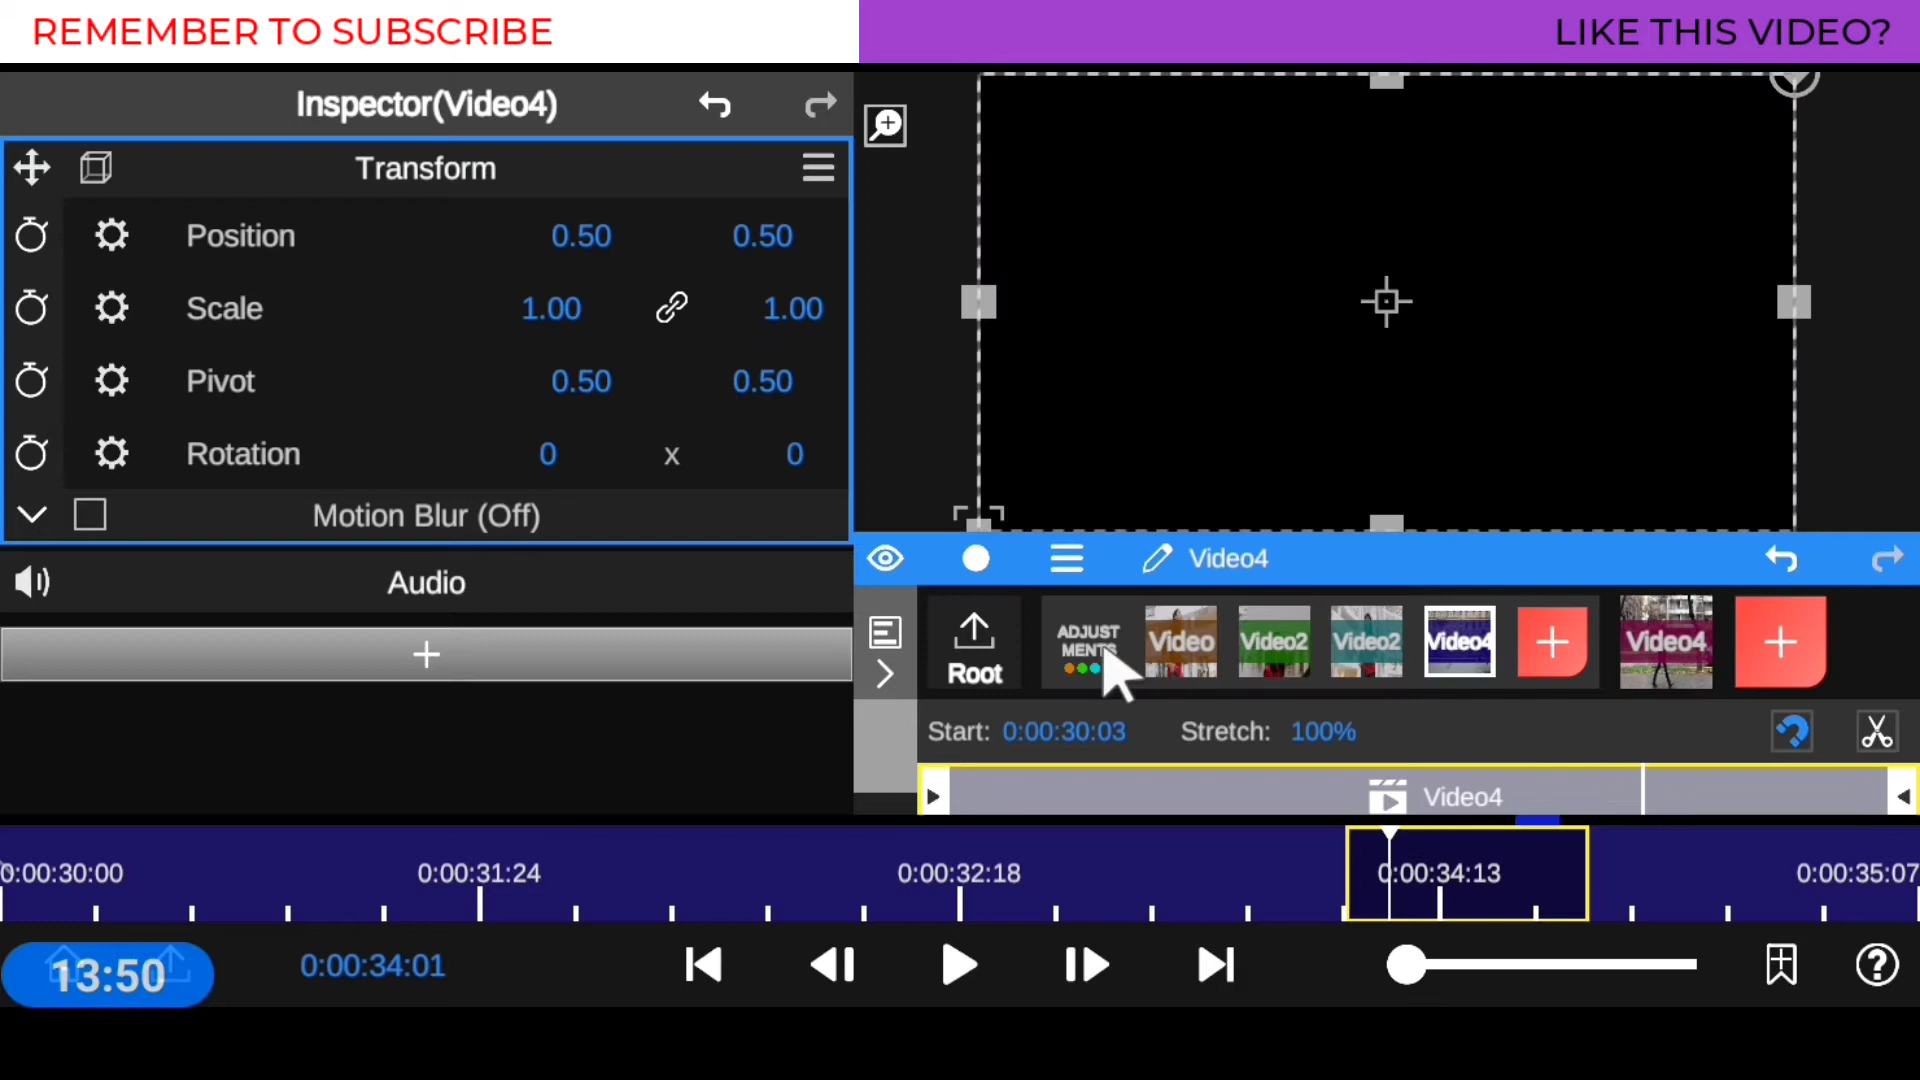 REMEMBER TO SUBSCRIBE
LIKE THIS VIDEO?
Inspector(Video4)
Transform
Position 0.50 0.50
Scale 1.00 1.00
Pivot 0.50 0.50
Rotation 0 x 0
Motion Blur (Off)
Audio
Video4
Root
ADJUST
MENTS
Video
Video2
Video2
Video4
Video4
Start: 0:00:30:03 Stretch: 100%
Video4
0:00:30:00 0:00:31:24 0:00:32:18 0:00:34:13 0:00:35:07
13:50
0:00:34:01